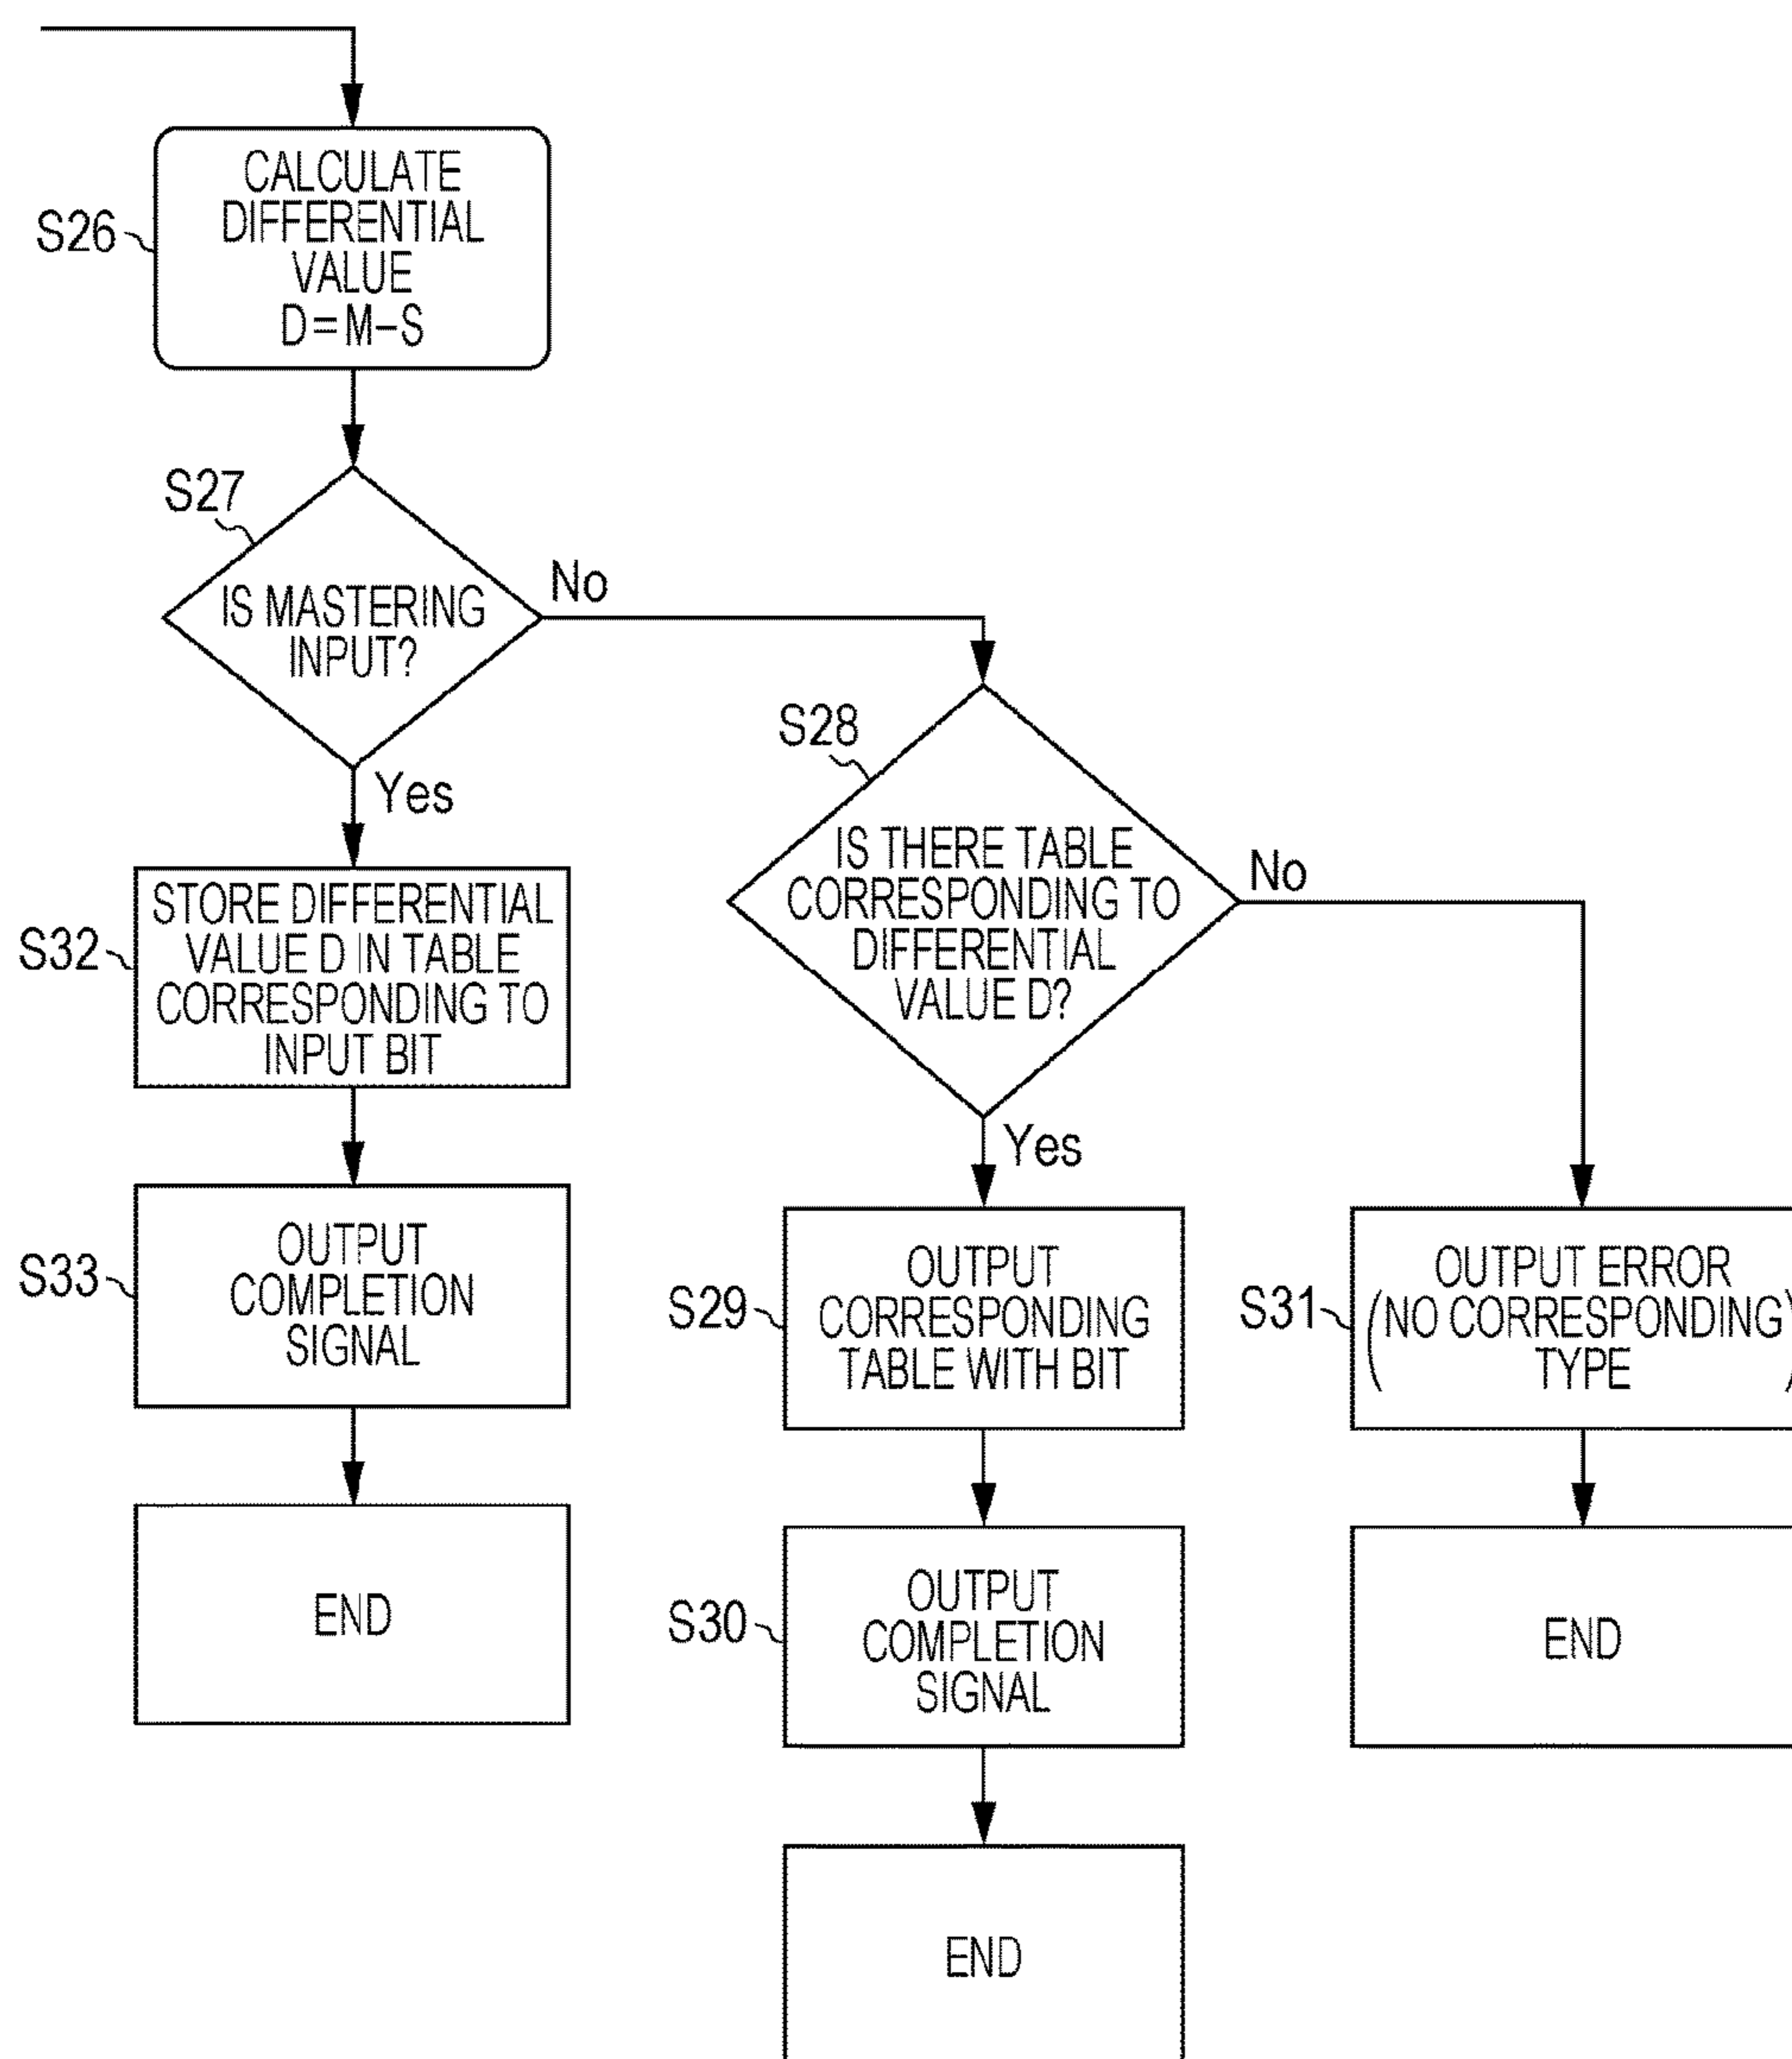 S26
CALCULATE
DIFFERENTIAL
VALUE
D=M-S
S27
IS MASTERING
INPUT?
No
Yes
S28
IS THERE TABLE
CORRESPONDING TO
DIFFERENTIAL
VALUE D?
No
Yes
S32
STORE DIFFERENTIAL
VALUE D IN TABLE
CORRESPONDING TO
INPUT BIT
S33
OUTPUT
COMPLETION
SIGNAL
END
S29
OUTPUT
CORRESPONDING
TABLE WITH BIT
S30
OUTPUT
COMPLETION
SIGNAL
END
S31
OUTPUT ERROR
(NO CORRESPONDING
TYPE)
END